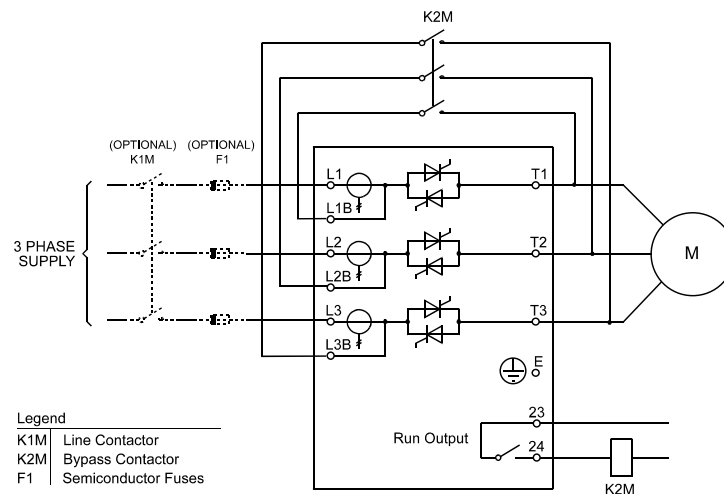 K2M
(OPTIONAL) (OPTIONAL)
K1M F1
L1 T1
L1B
3 PHASE
SUPPLY
L2 T2
M
L2B
L3 T3
L3B
E
Legend
K1M Line Contactor
K2M Bypass Contactor
F1 Semiconductor Fuses
23
Run Output
24
K2M